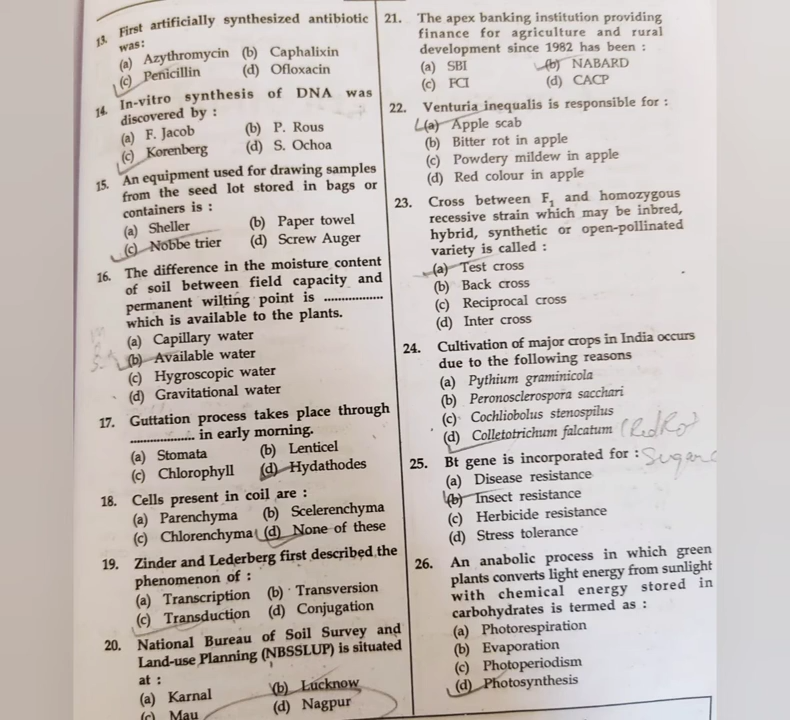 13. First artificially synthesized antibiotic
was:
(a) Azythromycin (b) Caphalixin
(c) Penicillin (d) Ofloxacin
14. In-vitro synthesis of DNA was
discovered by :
(a) F. Jacob (b) P. Rous
(c) Korenberg (d) S. Ochoa
15. An equipment used for drawing samples
from the seed lot stored in bags or
containers is :
(a) Sheller (b) Paper towel
(c) Nobbe trier (d) Screw Auger
16. The difference in the moisture content
of soil between field capacity and
permanent wilting point is .................
which is available to the plants.
(a) Capillary water
(b) Available water
(c) Hygroscopic water
(d) Gravitational water
17. Guttation process takes place through
................... in early morning.
(a) Stomata (b) Lenticel
(c) Chlorophyll (d) Hydathodes
18. Cells present in coil are :
(a) Parenchyma (b) Scelerenchyma
(c) Chlorenchyma (d) None of these
19. Zinder and Lederberg first described the
phenomenon of :
(a) Transcription (b) Transversion
(c) Transduction (d) Conjugation
20. National Bureau of Soil Survey and
Land-use Planning (NBSSLUP) is situated
at :
(a) Karnal (b) Lucknow
(c) Mau (d) Nagpur
21. The apex banking institution providing
finance for agriculture and rural
development since 1982 has been :
(a) SBI (b) NABARD
(c) FCI (d) CACP
22. Venturia inequalis is responsible for :
(a) Apple scab
(b) Bitter rot in apple
(c) Powdery mildew in apple
(d) Red colour in apple
23. Cross between F1 and homozygous
recessive strain which may be inbred,
hybrid, synthetic or open-pollinated
variety is called :
(a) Test cross
(b) Back cross
(c) Reciprocal cross
(d) Inter cross
24. Cultivation of major crops in India occurs
due to the following reasons
(a) Pythium graminicola
(b) Peronosclerospora sacchari
(c) Cochliobolus stenospilus
(d) Colletotrichum falcatum (Red Rot)
25. Bt gene is incorporated for : Sugarc
(a) Disease resistance
(b) Insect resistance
(c) Herbicide resistance
(d) Stress tolerance
26. An anabolic process in which green
plants converts light energy from sunlight
with chemical energy stored in
carbohydrates is termed as :
(a) Photorespiration
(b) Evaporation
(c) Photoperiodism
(d) Photosynthesis